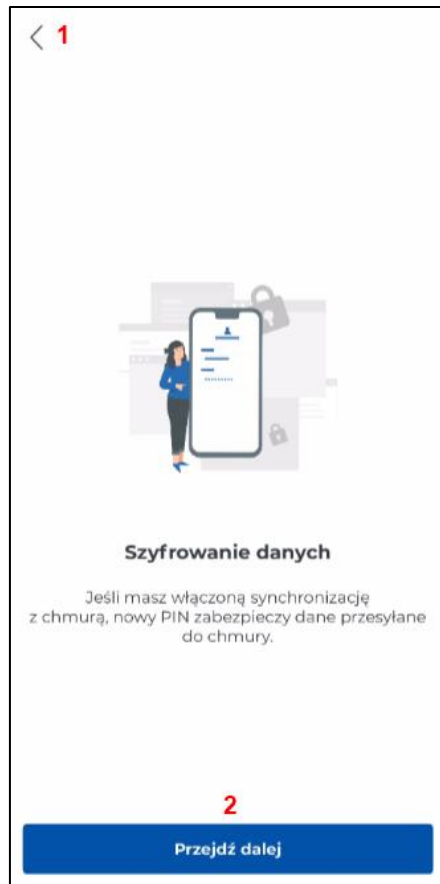 1
Szyfrowanie danych
Jeśli masz włączoną synchronizację
z chmurą, nowy PIN zabezpieczy dane przesyłane
do chmury.
2
Przejdź dalej